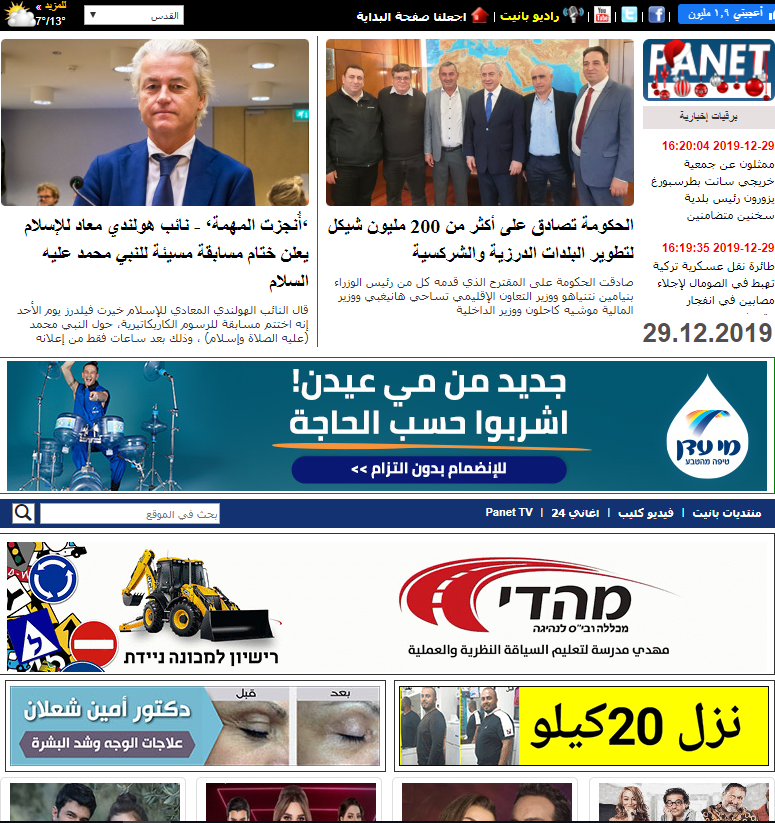 أعجبني ١,٩ مليون
راديو بانيت
اجعلنا صفحة البداية
القدس
للمزيد »
7°/13°
PANET
برقيات إخبارية
16:20:04 2019-12-29
ممثلون عن جمعية
خريجي سانت بطرسبورغ
يزورون رئيس بلدية
سخنين متضامنين
16:19:35 2019-12-29
طائرة نقل عسكرية تركية
تهبط في الصومال لإجلاء
مصابين في انفجار
29.12.2019
الحكومة تصادق على أكثر من 200 مليون شيكل
لتطوير البلدات الدرزية والشركسية
صادقت الحكومة على المقترح الذي قدمه كل من رئيس الوزراء
بنيامين نتنياهو ووزير التعاون الإقليمي تساحي هانيغبي ووزير
المالية موشيه كاحلون ووزير الداخلية
‘أُنجزت المهمة‘ - نائب هولندي معاد للإسلام
يعلن ختام مسابقة مسيئة للنبي محمد عليه
السلام
قال النائب الهولندي المعادي للإسلام خيرت فيلدرز يوم الأحد
إنه اختتم مسابقة للرسوم الكاريكاتيرية، حول النبي محمد
(عليه الصلاة وإسلام) ، وذلك بعد ساعات فقط من إعلانه
جديد من مي عيدن!
اشربوا حسب الحاجة
للإنضمام بدون التزام >>
מי עדן
טיפה מהטבע
منتديات بانيت | فيديو كليب | اغاني 24 | Panet TV
بحث في الموقع
מהדי
מכללה ובי"ס לנהיגה
مهدي مدرسة لتعليم السياقة النظرية والعملية
רישיון למכונה ניידת
نزل 20 كيلو
بعد
قبل
دكتور أمين شعلان
علاجات الوجه وشد البشرة